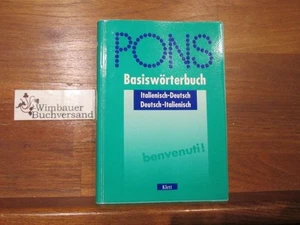 PONS
Basiswörterbuch
Italienisch-Deutsch
Deutsch-Italienisch
Wimbauer
Buchversand
benvenuti!
Klett